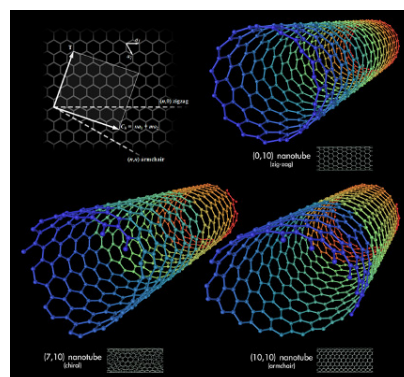 T
(n,0) zigzag
(n,n) armchair
(0,10) nanotube
(zig-zag)
(7,10) nanotube
(chiral)
(10,10) nanotube
(armchair)